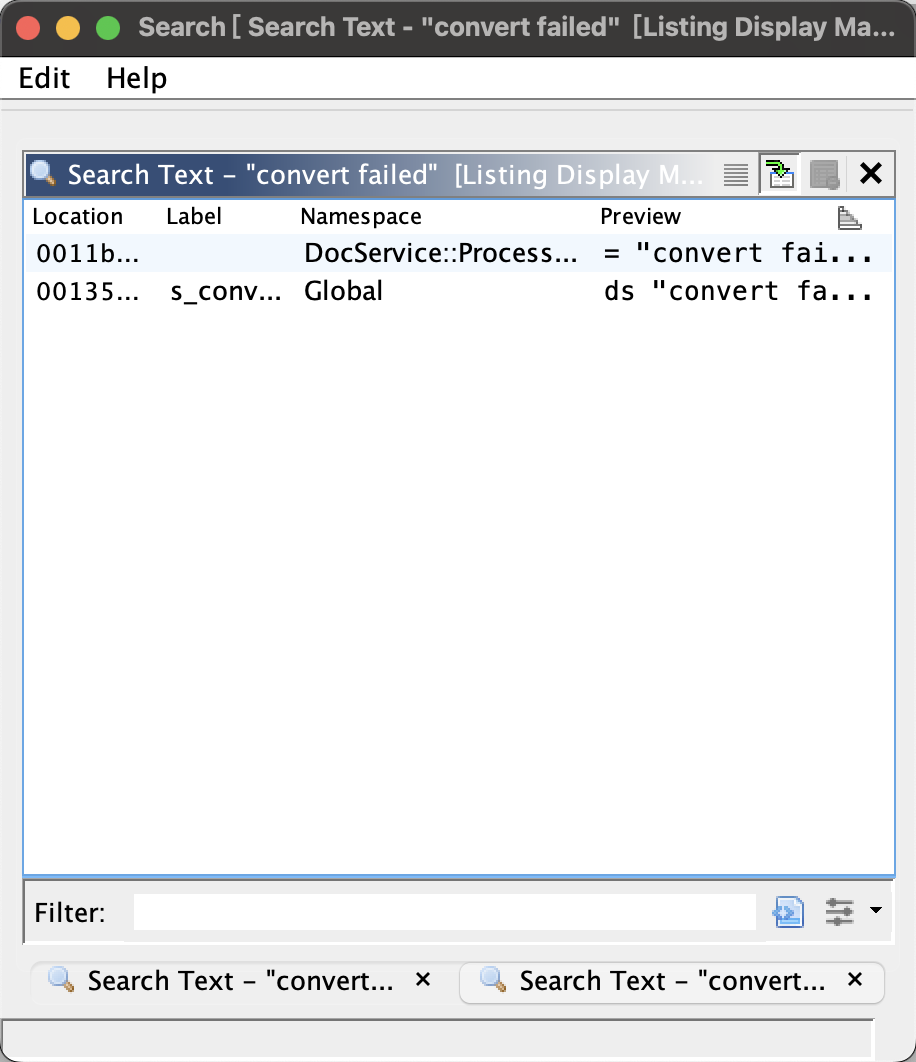 Search [ Search Text - "convert failed"  [Listing Display Ma...
Edit Help
Search Text – "convert failed"  [Listing Display M...
Location Label Namespace Preview
0011b... DocService::Process... = "convert fai...
00135... s_conv... Global ds "convert fa...
Filter:
Search Text – "convert... × Search Text – "convert... ×